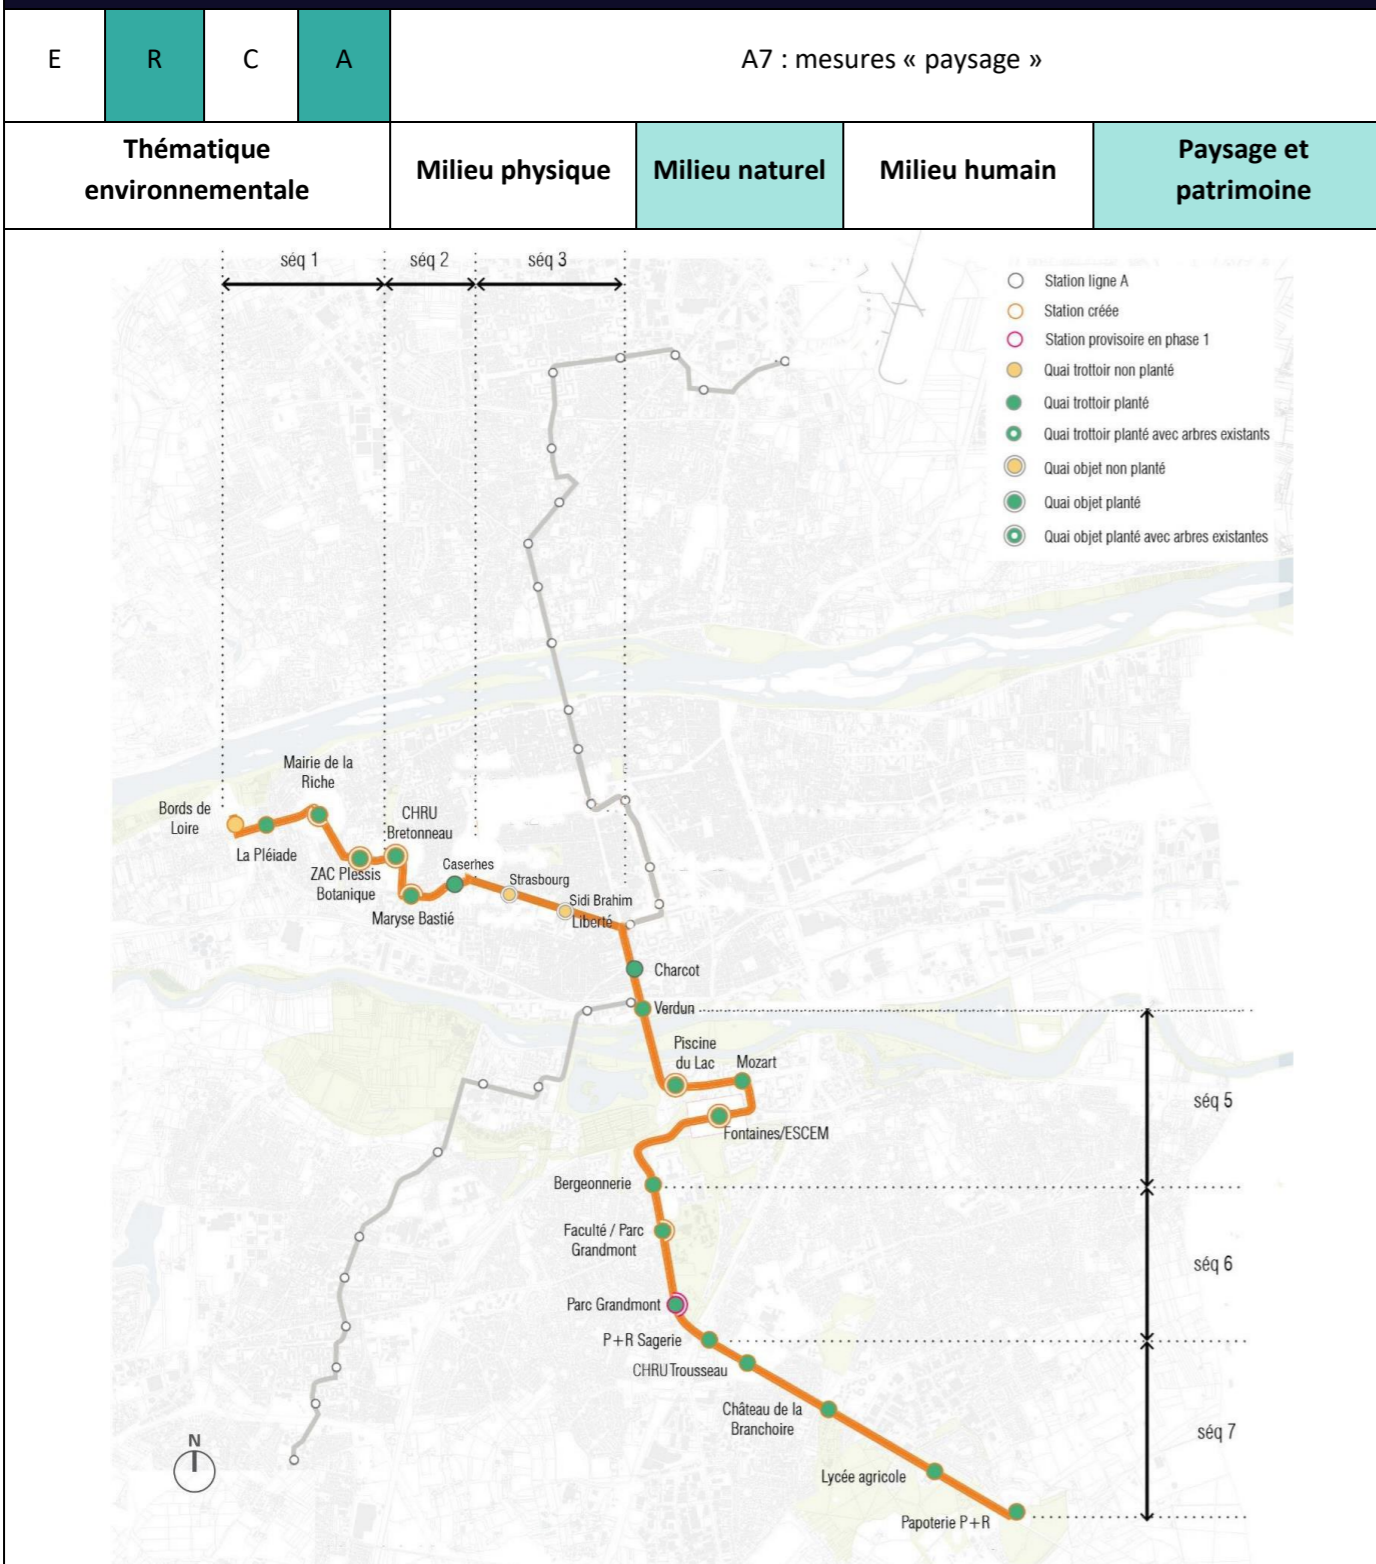 E R C A A7 : mesures « paysage »
Thématique
environnementale
Milieu physique
Milieu naturel
Milieu humain
Paysage et
patrimoine
séq 1
séq 2
séq 3
Station ligne A
Station créée
Station provisoire en phase 1
Quai trottoir non planté
Quai trottoir planté
Quai trottoir planté avec arbres existants
Quai objet non planté
Quai objet planté
Quai objet planté avec arbres existantes
Mairie de la
Riche
Bords de
Loire
La Pléiade
CHRU
Bretonneau
ZAC Plessis
Botanique
Maryse Bastié
Casernes
Strasbourg
Sidi Brahim
Liberté
Charcot
Verdun
Piscine
du Lac
Mozart
Fontaines/ESCEM
séq 5
Bergeonnerie
Faculté / Parc
Grandmont
séq 6
Parc Grandmont
P+R Sagerie
CHRU Trousseau
Château de la
Branchoire
séq 7
Lycée agricole
Papoterie P+R
N